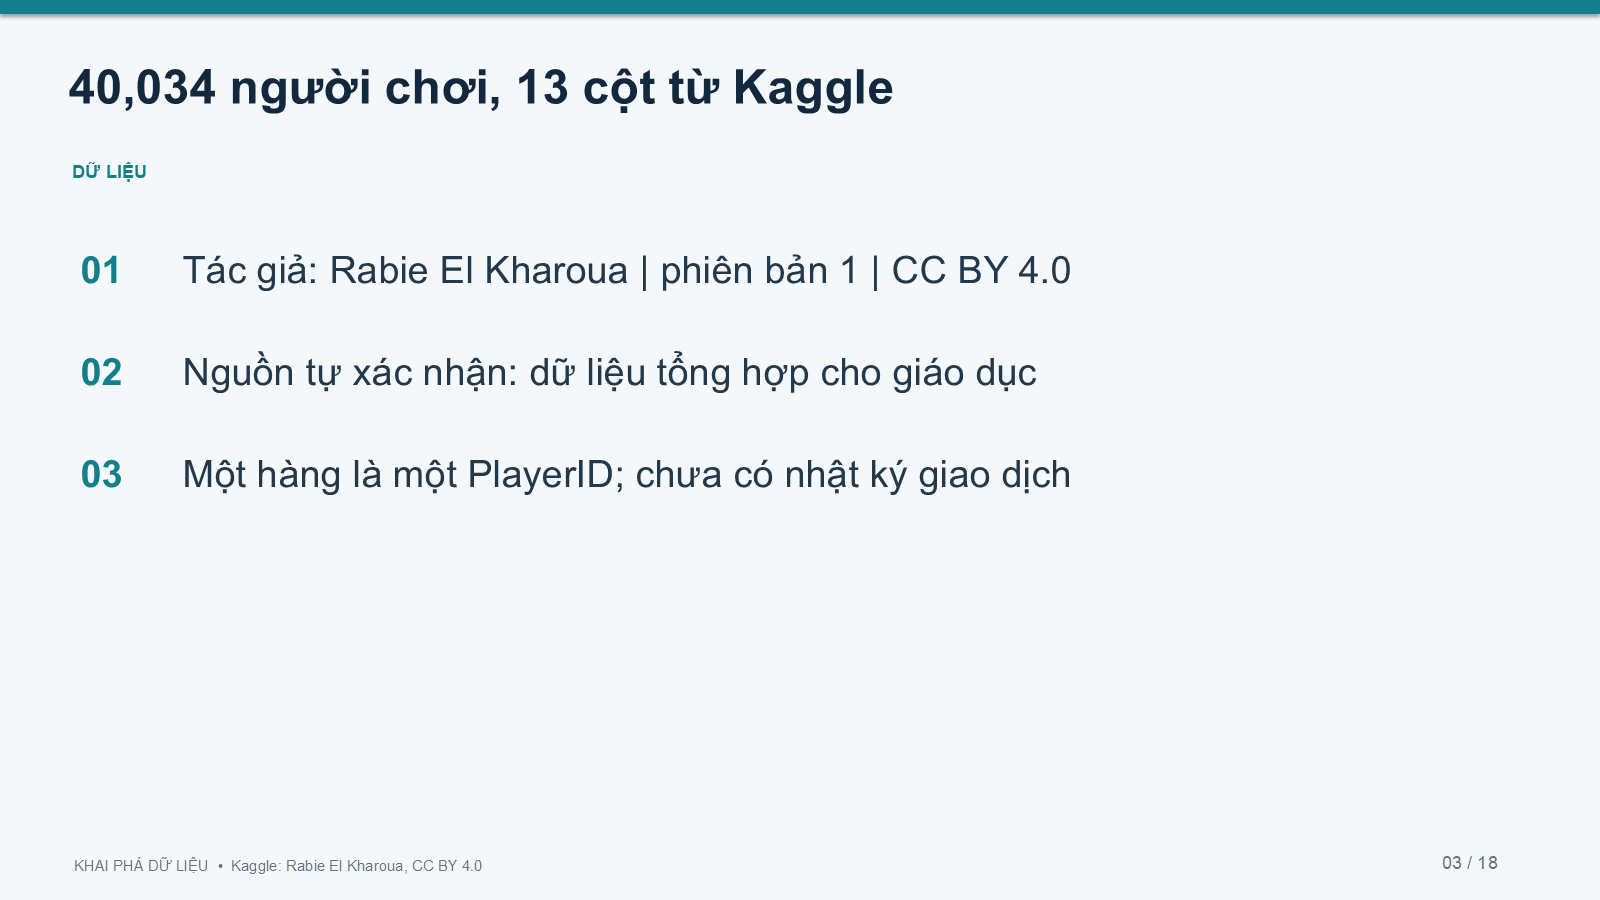 40,034 người chơi, 13 cột từ Kaggle
DỮ LIỆU
01 Tác giả: Rabie El Kharoua | phiên bản 1 | CC BY 4.0
02 Nguồn tự xác nhận: dữ liệu tổng hợp cho giáo dục
03 Một hàng là một PlayerID; chưa có nhật ký giao dịch
KHAI PHÁ DỮ LIỆU • Kaggle: Rabie El Kharoua, CC BY 4.0
03 / 18